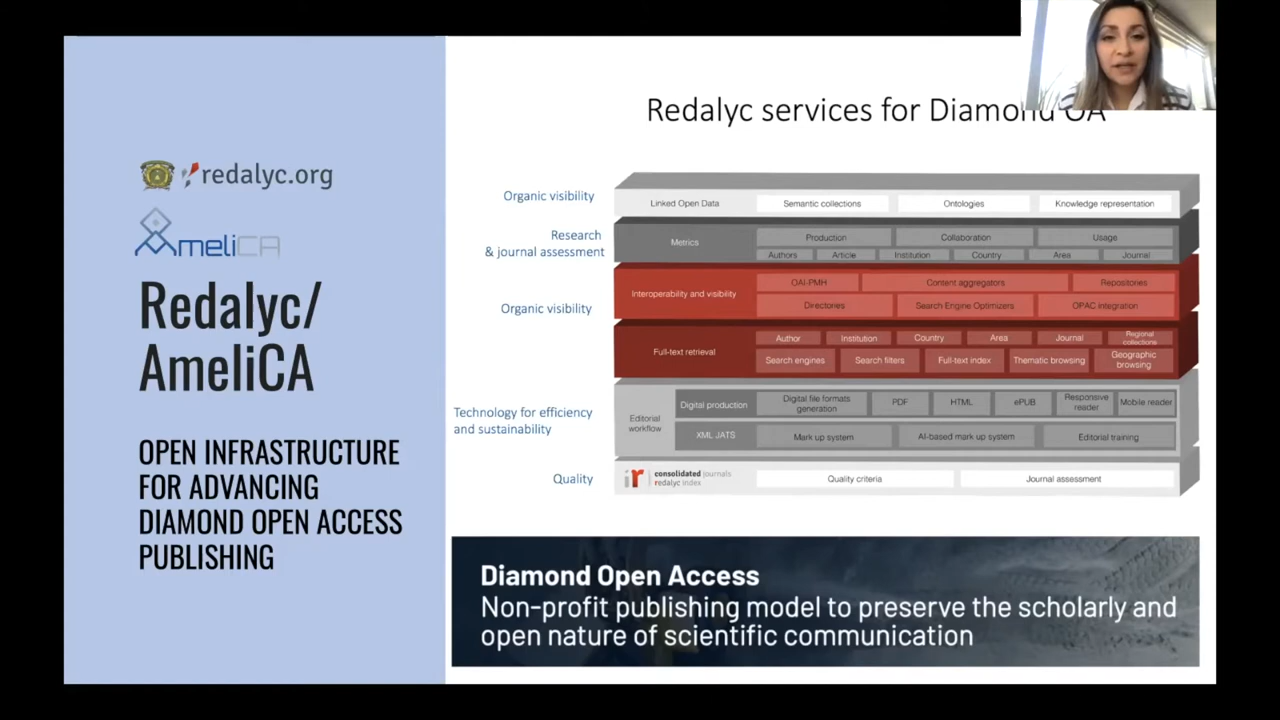 redalyc.org
AmeliCA
Redalyc/
AmeliCA
OPEN INFRASTRUCTURE
FOR ADVANCING
DIAMOND OPEN ACCESS
PUBLISHING
Redalyc services for Diamond OA
Organic visibility
Linked Open Data
Semantic collections
Ontologies
Knowledge representation
Research
& journal assessment
Metrics
Production
Collaboration
Usage
Authors
Article
Institution
Country
Area
Journal
Organic visibility
Interoperability and visibility
OAI-PMH
Content aggregators
Repositories
Directories
Search Engine Optimizers
OPAC integration
Full-text retrieval
Author
Institution
Country
Area
Journal
Regional
collections
Search engines
Search filters
Full-text index
Thematic browsing
Geographic
browsing
Technology for efficiency
and sustainability
Editorial
workflow
Digital production
Digital file formats
generation
PDF
HTML
ePUB
Responsive
reader
Mobile reader
XML JATS
Mark up system
AI-based mark up system
Editorial training
Quality
ir
consolidated journals
redalyc index
Quality criteria
Journal assessment
Diamond Open Access
Non-profit publishing model to preserve the scholarly and
open nature of scientific communication